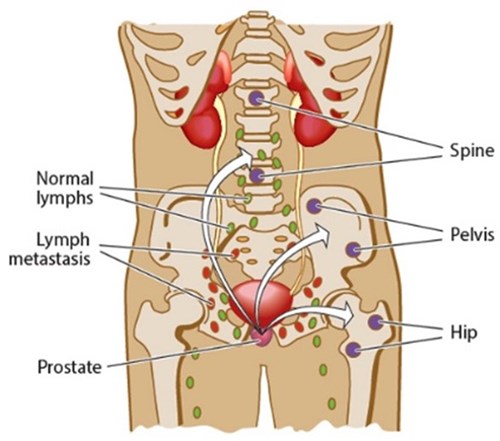 Spine
Normal
lymphs
Pelvis
Lymph
metastasis
Hip
Prostate